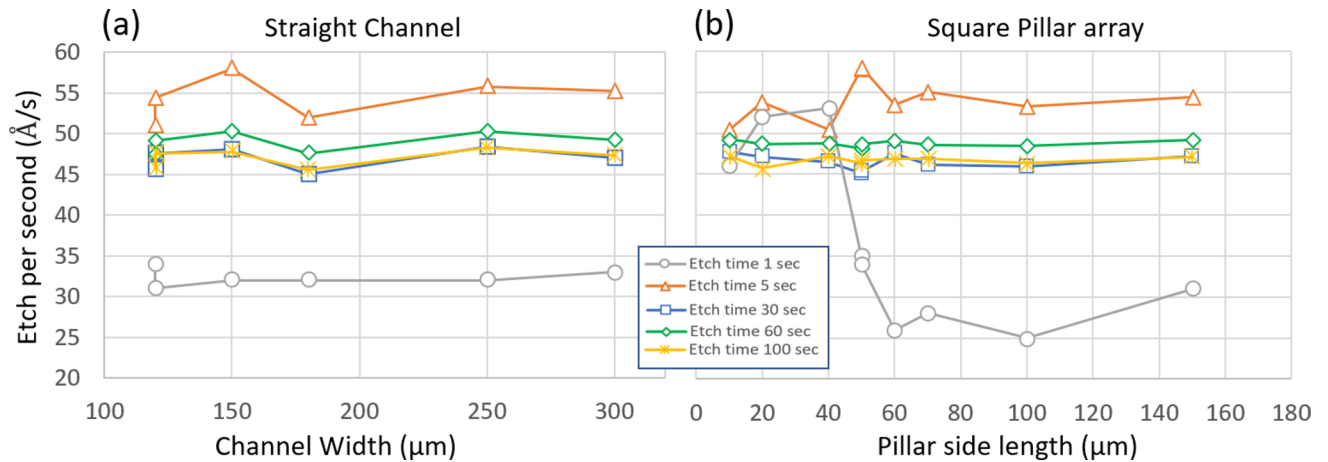 (a) Straight Channel
(b) Square Pillar array
Etch per second (Å/s)
60
55
50
45
40
35
30
25
20
100 150 200 250 300
Channel Width (µm)
Etch time 1 sec
Etch time 5 sec
Etch time 30 sec
Etch time 60 sec
Etch time 100 sec
0 20 40 60 80 100 120 140 160 180
Pillar side length (µm)